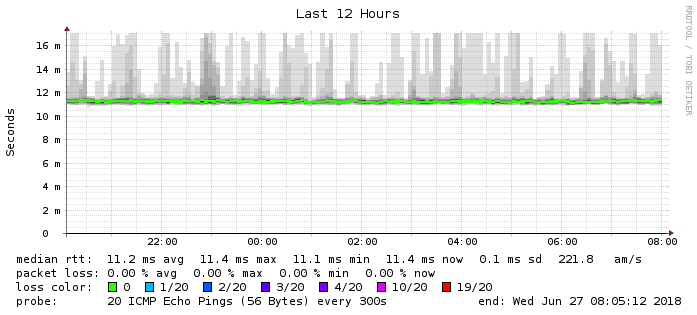 Last 12 Hours
RRDTOOL / TOBI OETIKER
Seconds
16 m
14 m
12 m
10 m
8 m
6 m
4 m
2 m
0
22:00 00:00 02:00 04:00 06:00 08:00
median rtt: 11.2 ms avg 11.4 ms max 11.1 ms min 11.4 ms now 0.1 ms sd 221.8 am/s
packet loss: 0.00 % avg 0.00 % max 0.00 % min 0.00 % now
loss color: 0 1/20 2/20 3/20 4/20 10/20 19/20
probe: 20 ICMP Echo Pings (56 Bytes) every 300s end: Wed Jun 27 08:05:12 2018